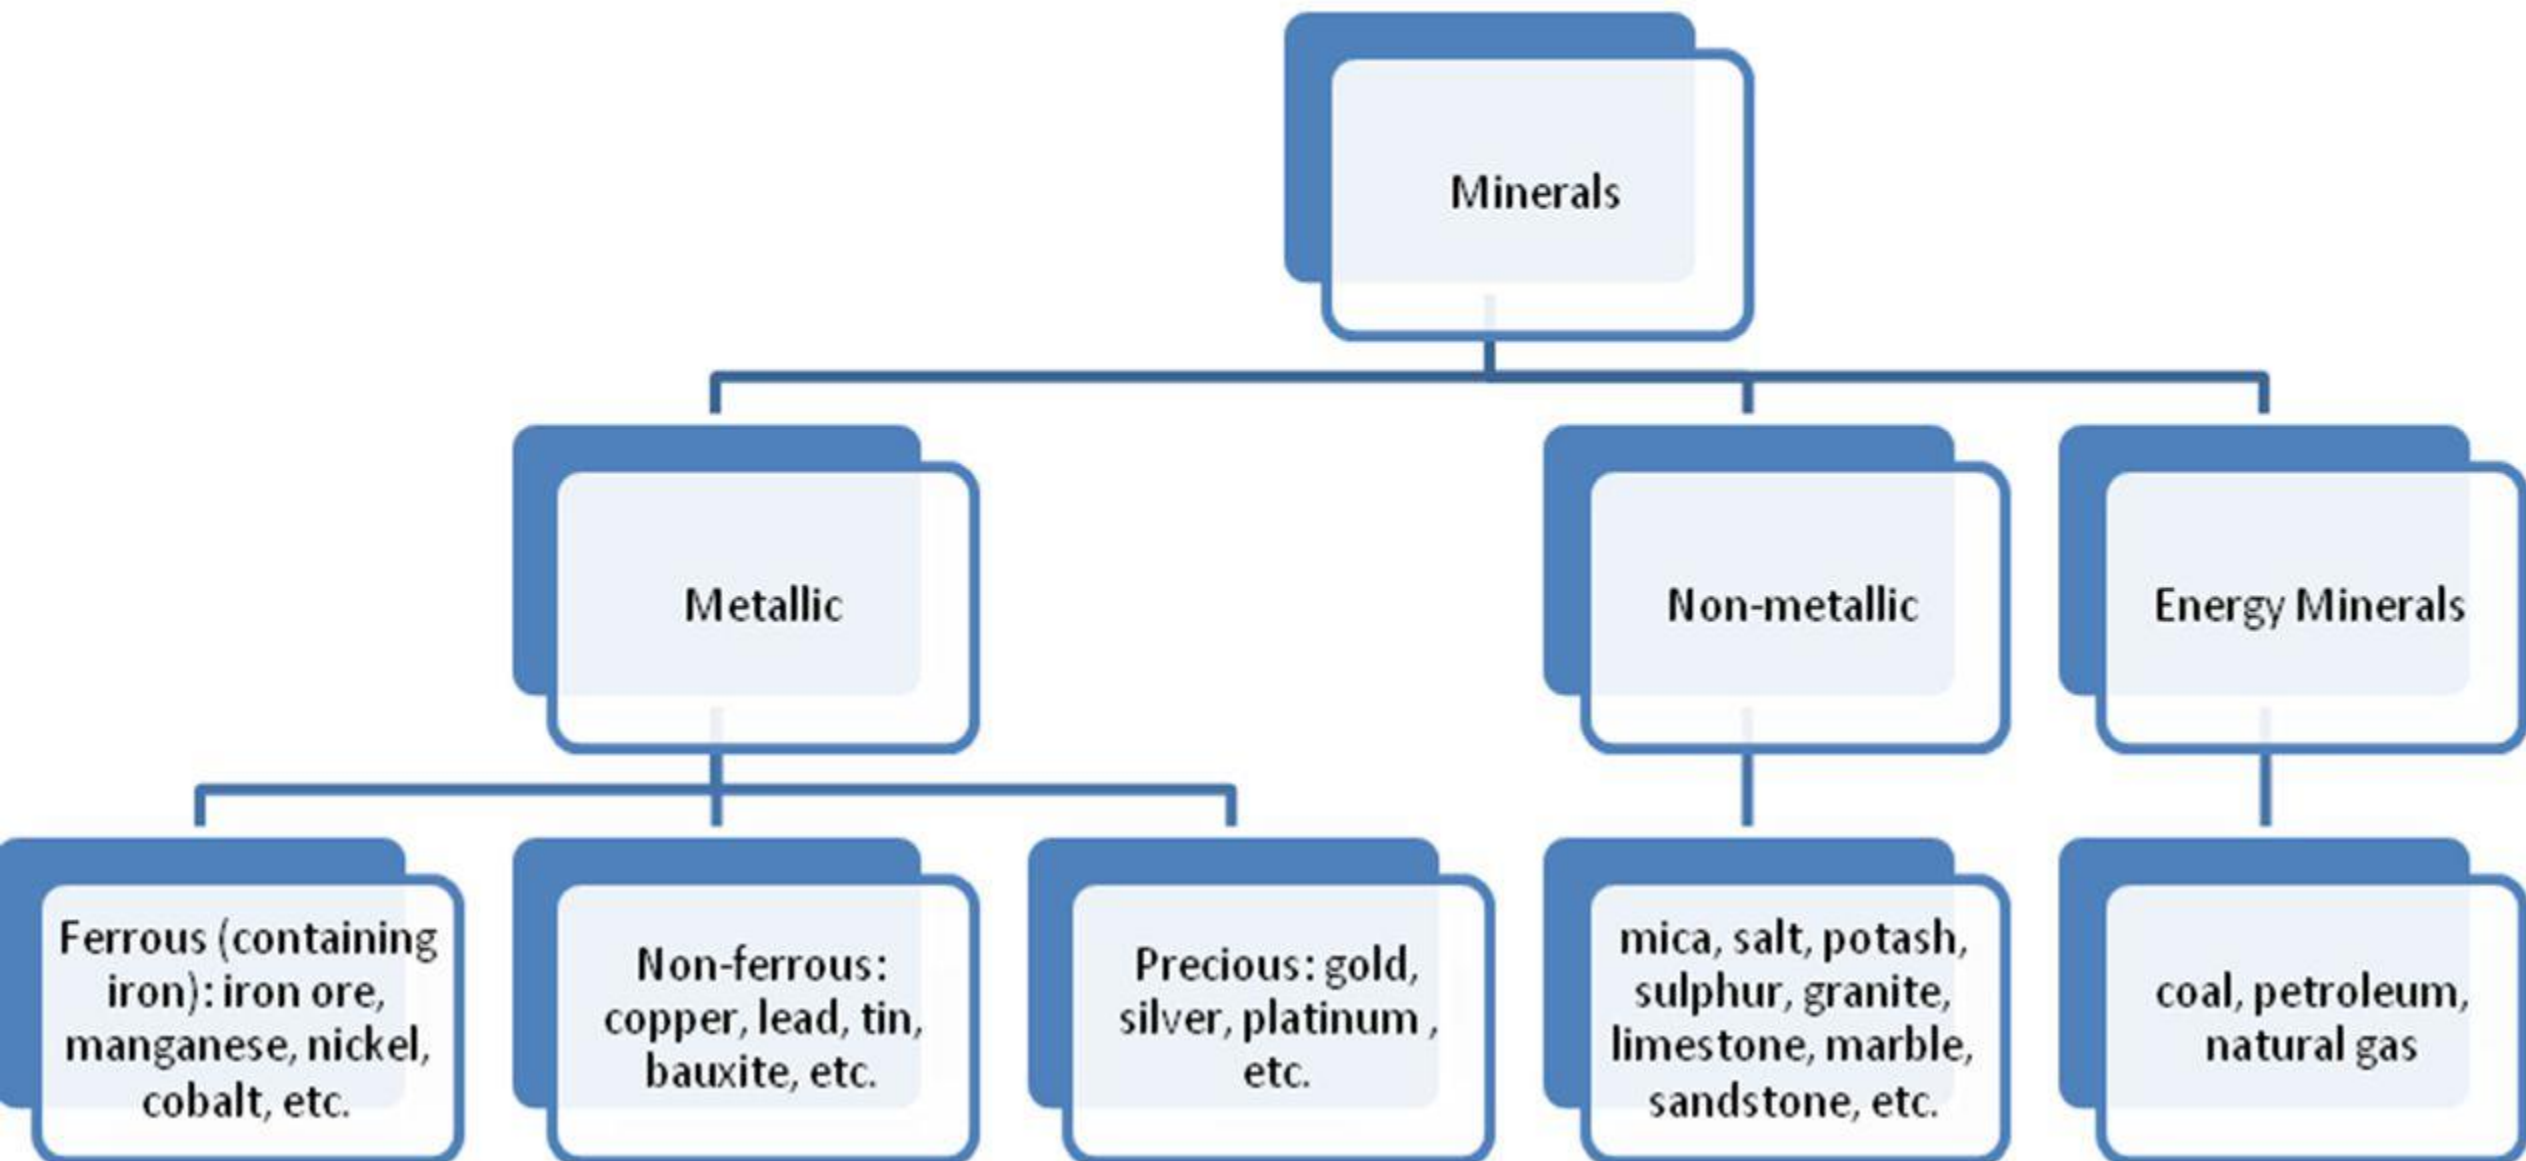 Minerals
Metallic
Non-metallic
Energy Minerals
Ferrous (containing
iron): iron ore,
manganese, nickel,
cobalt, etc.
Non-ferrous:
copper, lead, tin,
bauxite, etc.
Precious: gold,
silver, platinum ,
etc.
mica, salt, potash,
sulphur, granite,
limestone, marble,
sandstone, etc.
coal, petroleum,
natural gas